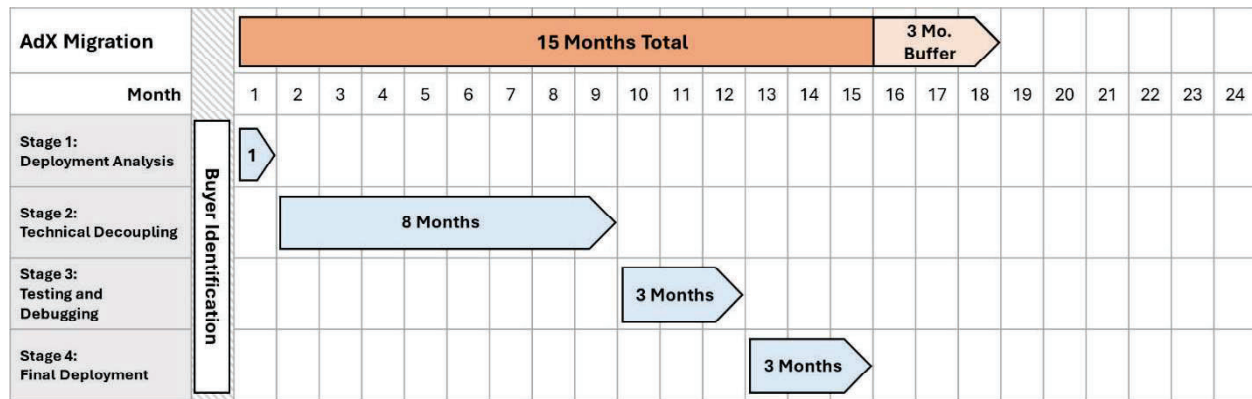 AdX Migration
15 Months Total
3 Mo.
Buffer
Month
1 2 3 4 5 6 7 8 9 10 11 12 13 14 15 16 17 18 19 20 21 22 23 24
Buyer Identification
Stage 1:
Deployment Analysis
1
Stage 2:
Technical Decoupling
8 Months
Stage 3:
Testing and
Debugging
3 Months
Stage 4:
Final Deployment
3 Months